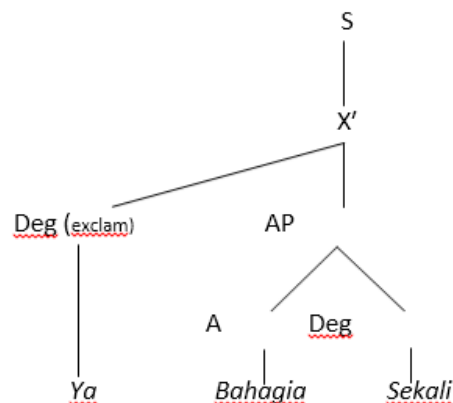 S
X′
Deg (exclam) AP
A Deg
Ya Bahagia Sekali